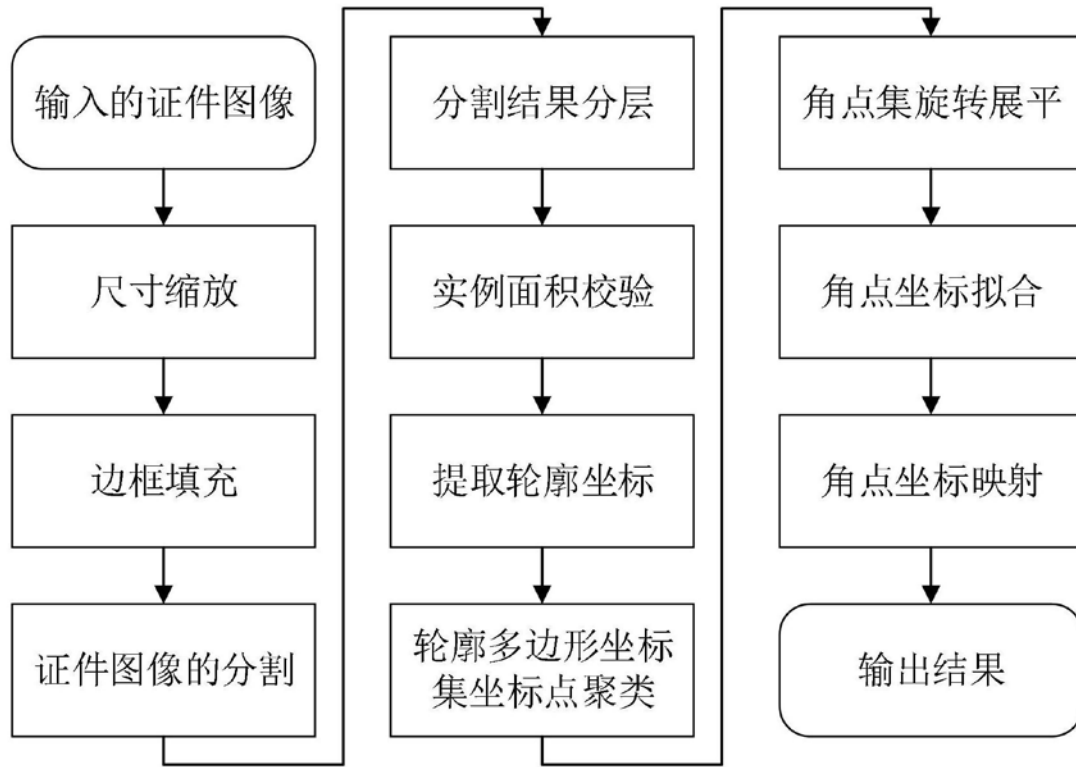 输入的证件图像
尺寸缩放
边框填充
证件图像的分割
分割结果分层
实例面积校验
提取轮廓坐标
轮廓多边形坐标
集坐标点聚类
角点集旋转展平
角点坐标拟合
角点坐标映射
输出结果